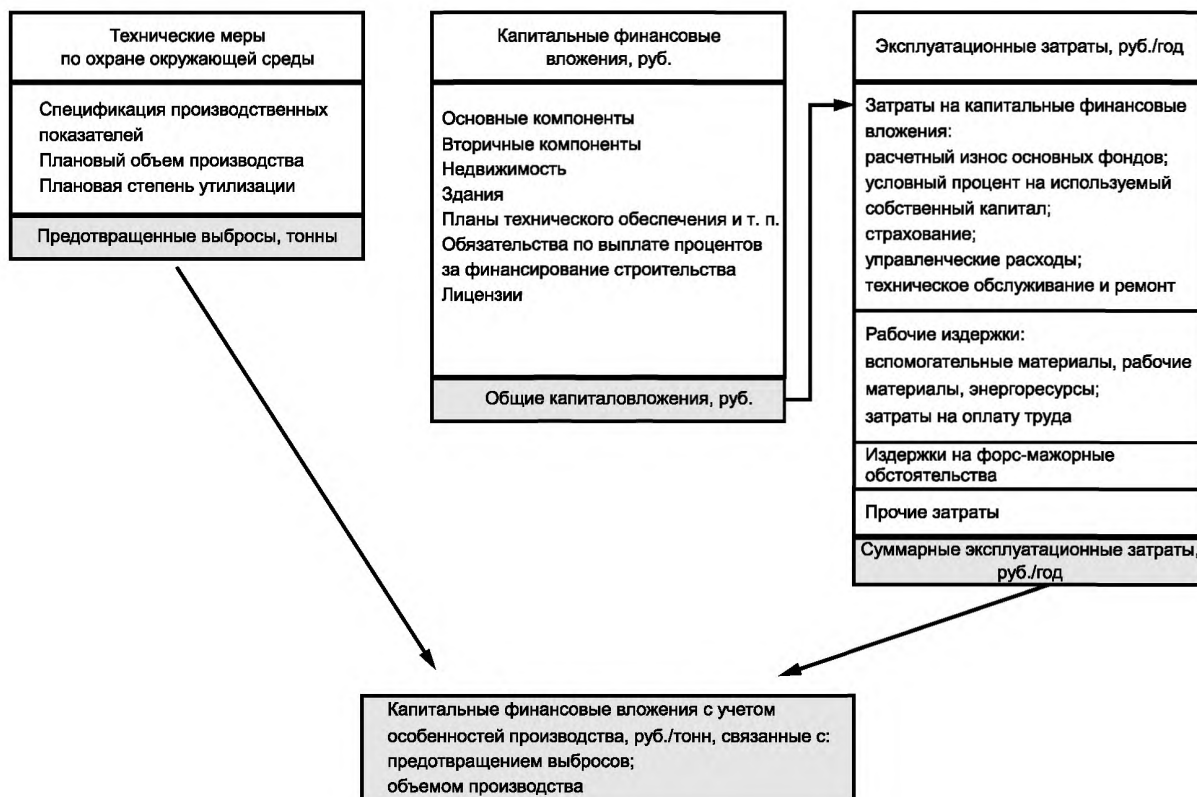 Технические меры
по охране окружающей среды
Спецификация производственных
показателей
Плановый объем производства
Плановая степень утилизации
Предотвращенные выбросы, тонны
Капитальные финансовые
вложения, руб.
Основные компоненты
Вторичные компоненты
Недвижимость
Здания
Планы технического обеспечения и т. п.
Обязательства по выплате процентов
за финансирование строительства
Лицензии
Общие капиталовложения, руб.
Эксплуатационные затраты, руб./год
Затраты на капитальные финансовые
вложения:
расчетный износ основных фондов;
условный процент на используемый
собственный капитал;
страхование;
управленческие расходы;
техническое обслуживание и ремонт
Рабочие издержки:
вспомогательные материалы, рабочие
материалы, энергоресурсы;
затраты на оплату труда
Издержки на форс-мажорные
обстоятельства
Прочие затраты
Суммарные эксплуатационные затраты,
руб./год
Капитальные финансовые вложения с учетом
особенностей производства, руб./тонн, связанные с:
предотвращением выбросов;
объемом производства